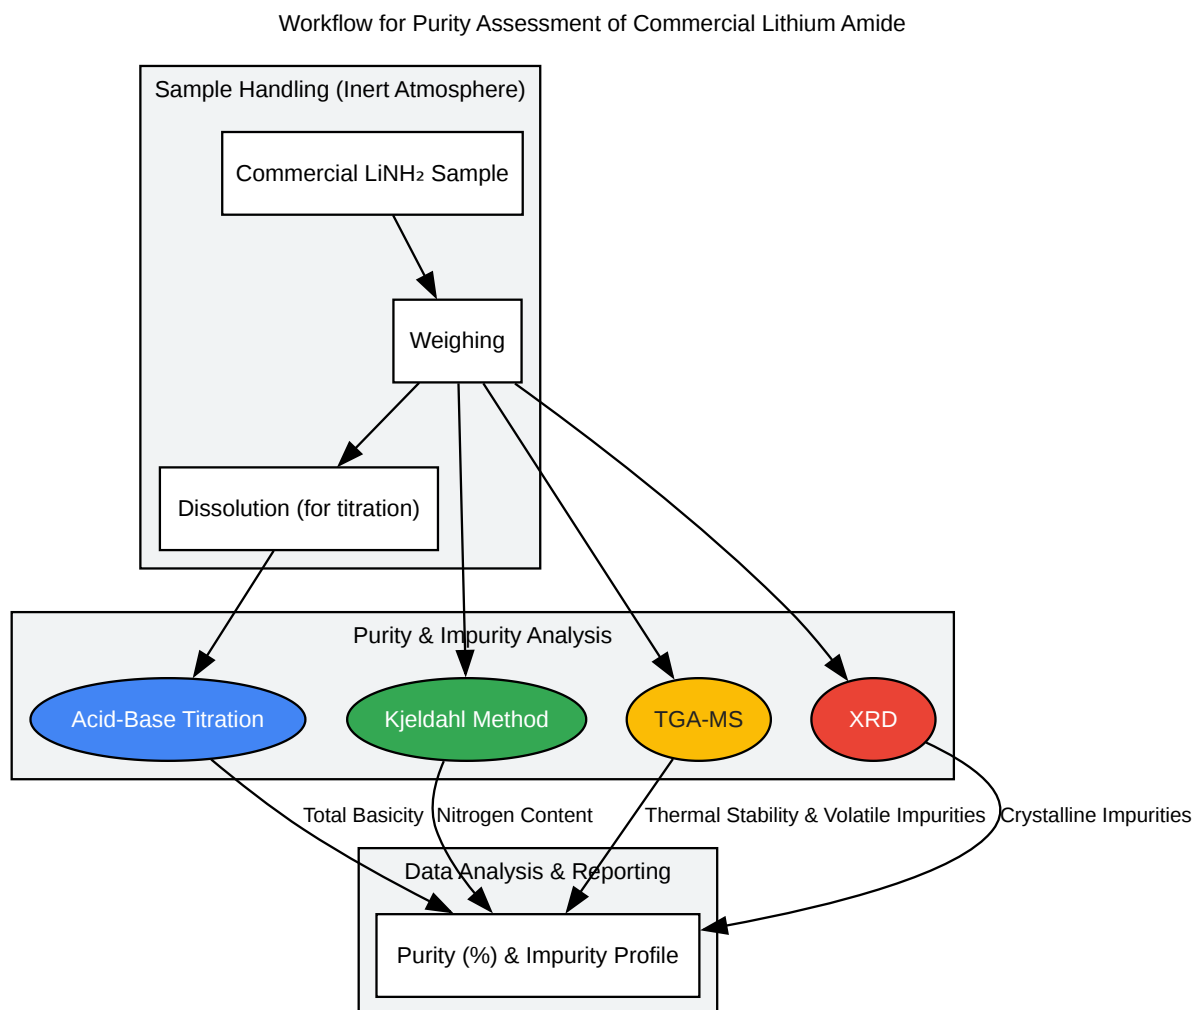 Workflow for Purity Assessment of Commercial Lithium Amide
Sample Handling (Inert Atmosphere)
Commercial LiNH₂ Sample
Weighing
Dissolution (for titration)
Purity & Impurity Analysis
Acid-Base Titration
Kjeldahl Method
TGA-MS
XRD
Total Basicity
Nitrogen Content
Thermal Stability & Volatile Impurities
Crystalline Impurities
Data Analysis & Reporting
Purity (%) & Impurity Profile